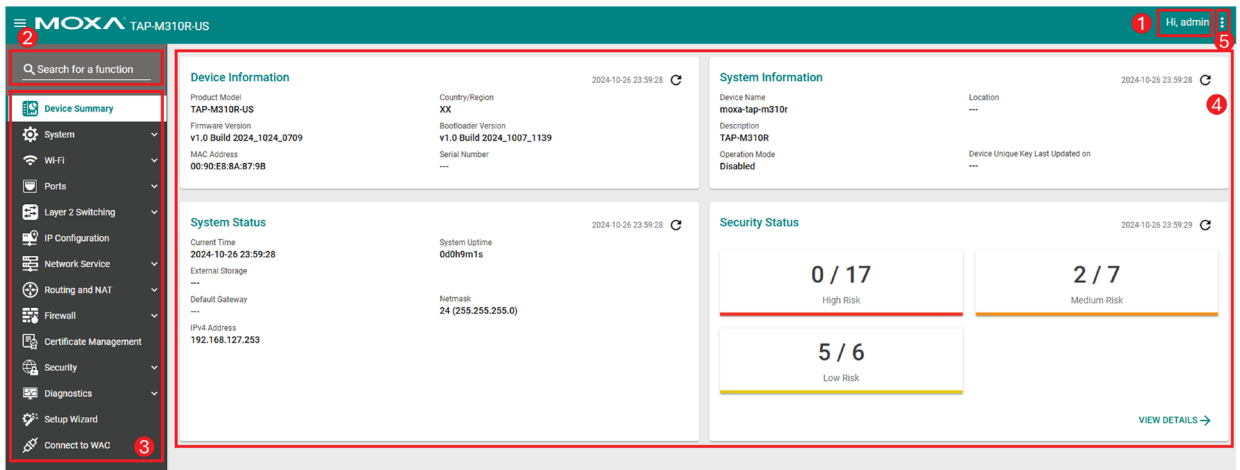 MOXA TAP-M310R-US
1
Hi, admin
2
5
Search for a function
Device Summary
System
Wi-Fi
Ports
Layer 2 Switching
IP Configuration
Network Service
Routing and NAT
Firewall
Certificate Management
Security
Diagnostics
Setup Wizard
Connect to WAC
3
Device Information
2024-10-26 23:59:28
Product Model
TAP-M310R-US
Country/Region
XX
Firmware Version
v1.0 Build 2024_1024_0709
Bootloader Version
v1.0 Build 2024_1007_1139
MAC Address
00:90:E8:8A:87:9B
Serial Number
---
System Information
2024-10-26 23:59:28
4
Device Name
moxa-tap-m310r
Location
---
Description
TAP-M310R
Operation Mode
Disabled
Device Unique Key Last Updated on
---
System Status
2024-10-26 23:59:28
Current Time
2024-10-26 23:59:28
System Uptime
0d0h9m1s
External Storage
---
Default Gateway
---
Netmask
24 (255.255.255.0)
IPv4 Address
192.168.127.253
Security Status
2024-10-26 23:59:29
0 / 17
High Risk
2 / 7
Medium Risk
5 / 6
Low Risk
VIEW DETAILS